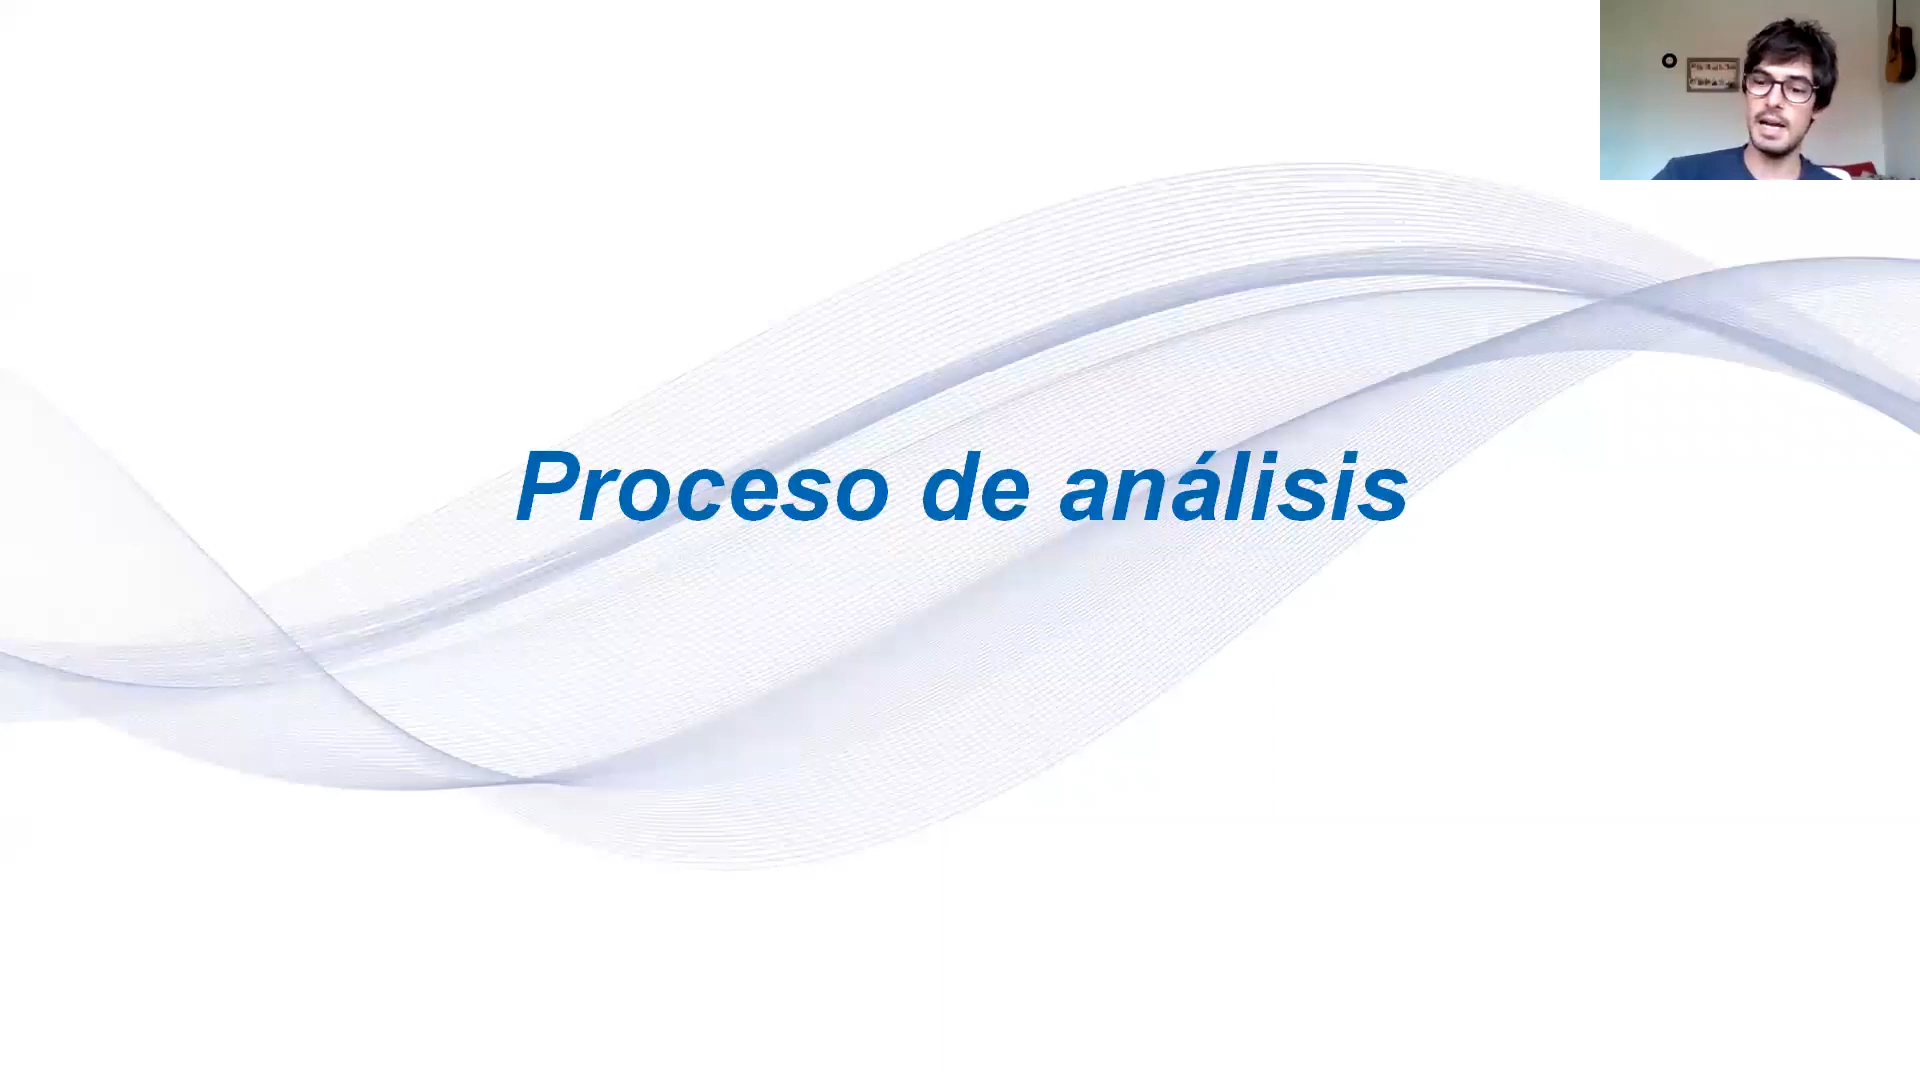 Proceso de análisis